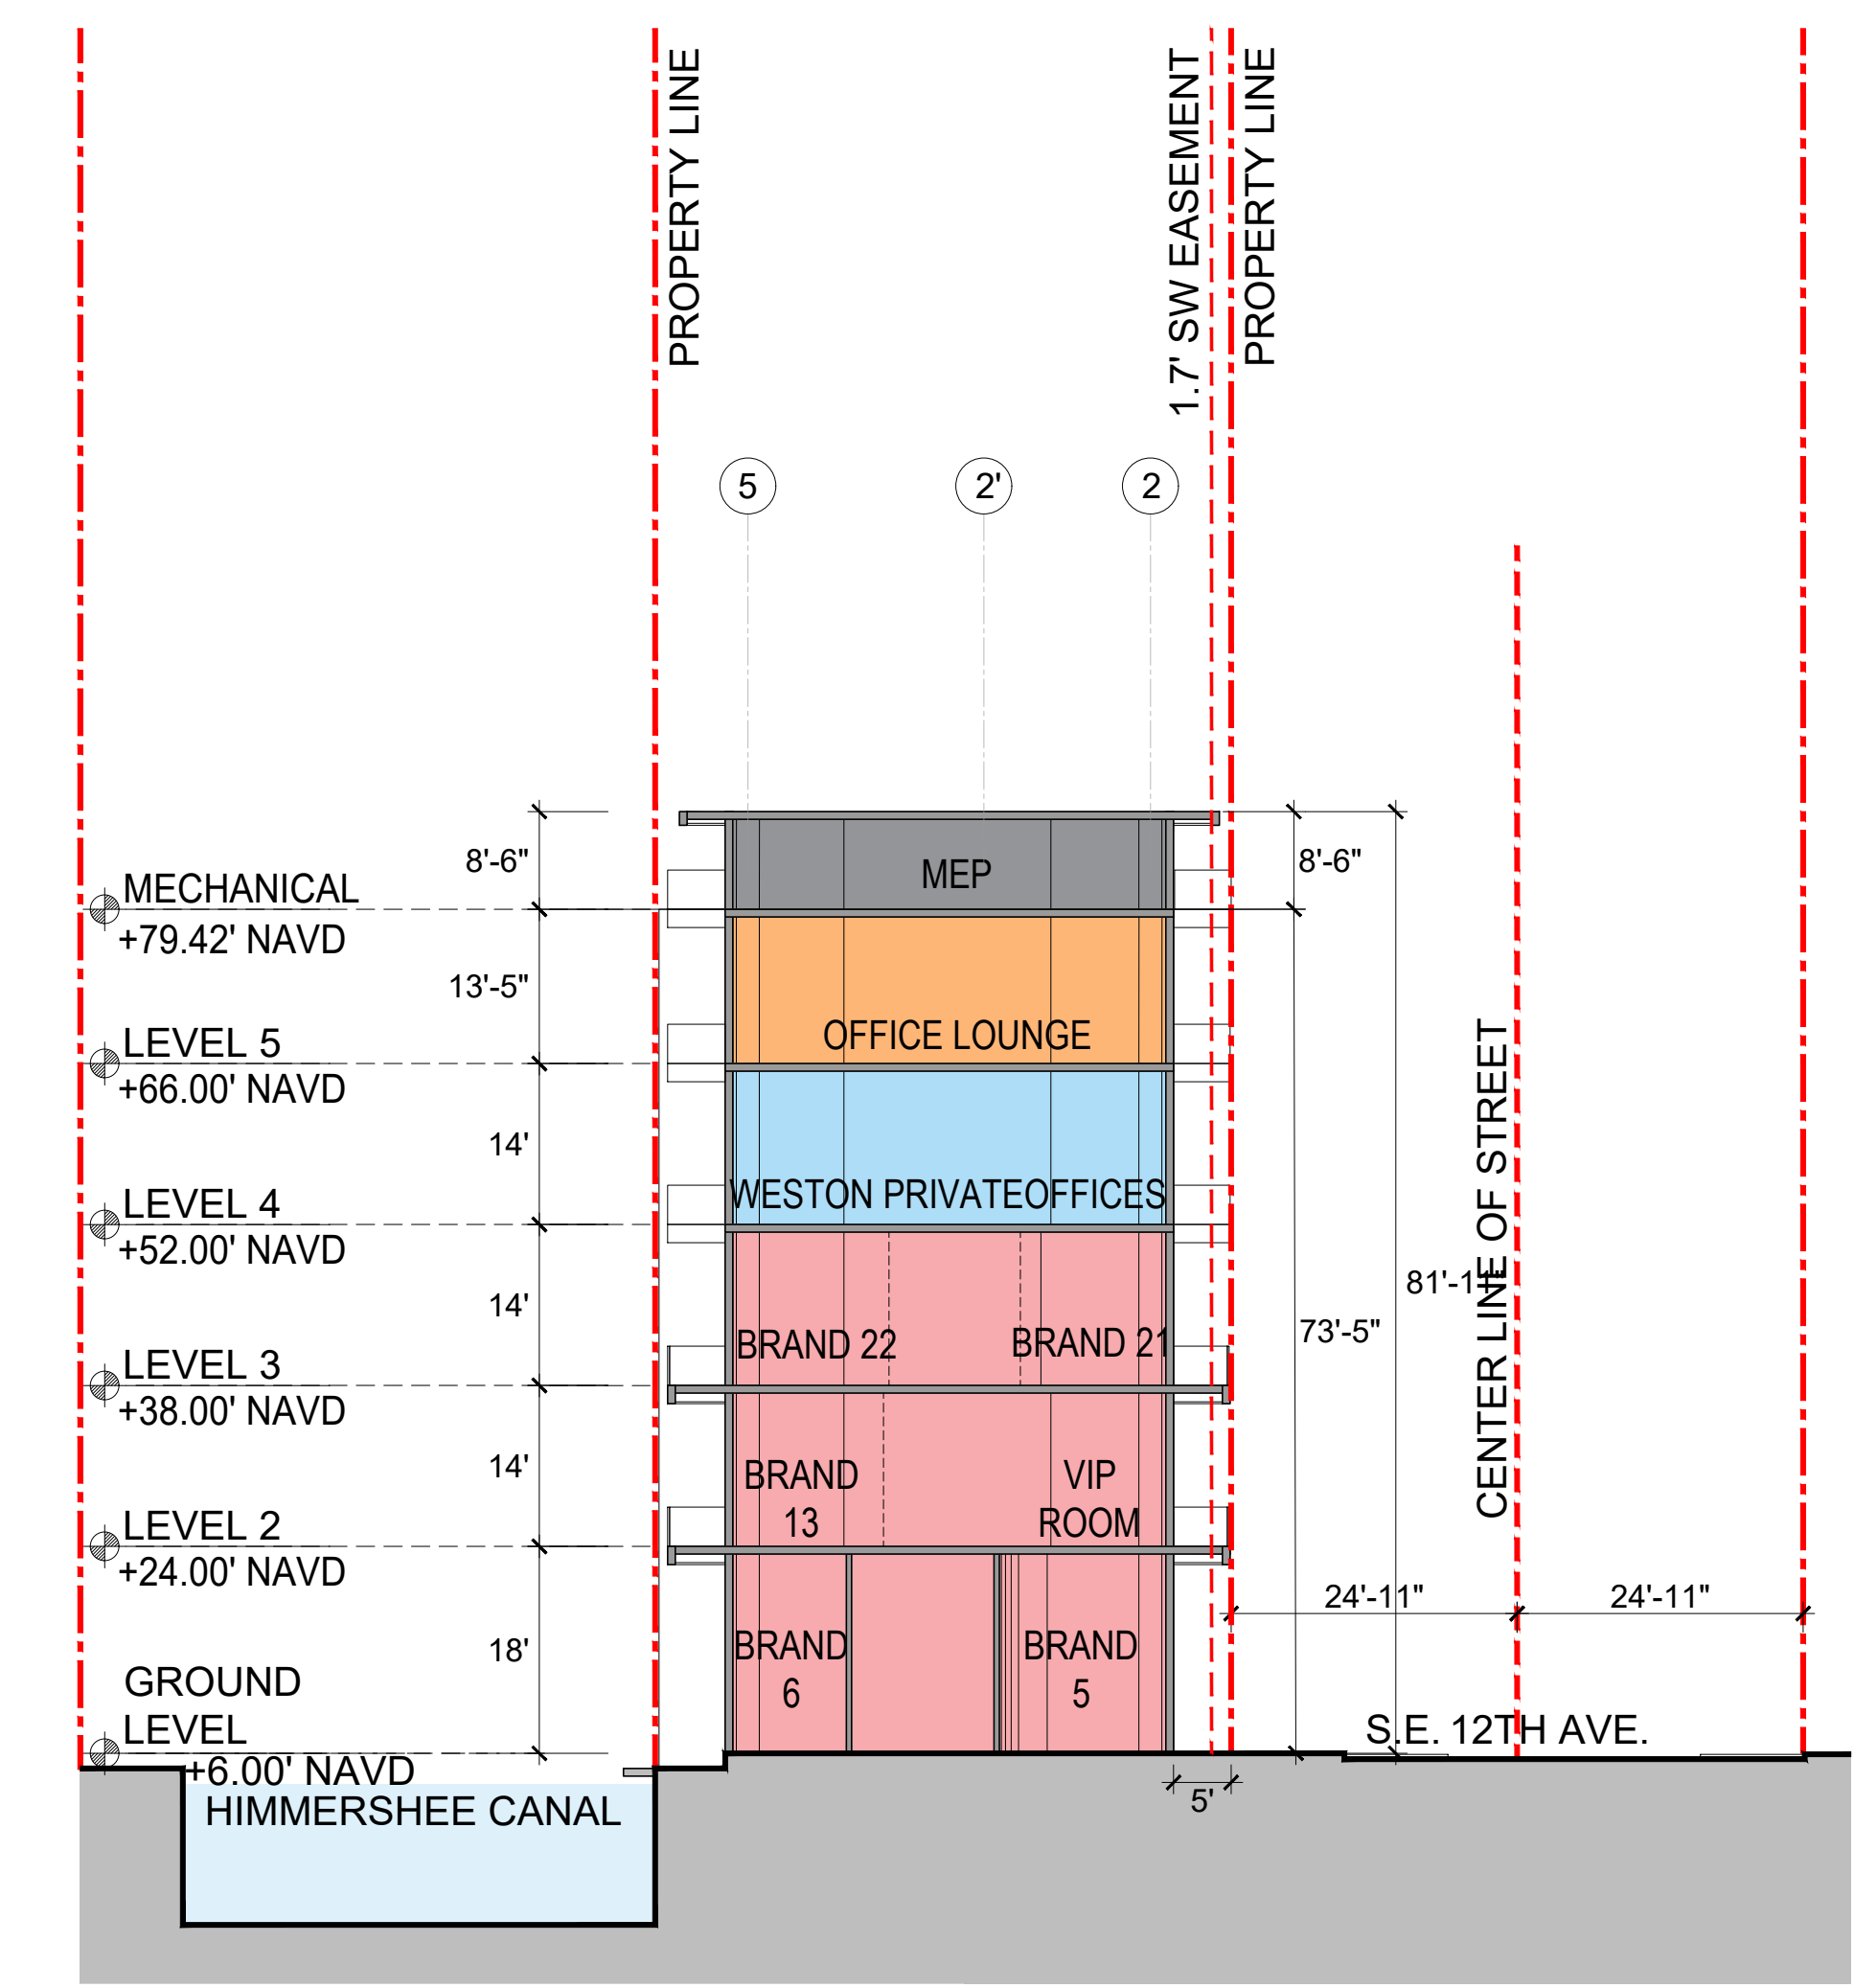 PROPERTY LINE
1.7' SW EASEMENT
PROPERTY LINE
5
2'
2
8'-6"
8'-6"
MEP
MECHANICAL
+79.42' NAVD
13'-5"
OFFICE LOUNGE
LEVEL 5
+66.00' NAVD
14'
WESTON PRIVATEOFFICES
LEVEL 4
+52.00' NAVD
CENTER LINE OF STREET
81'-11"
14'
73'-5"
BRAND 22
BRAND 21
LEVEL 3
+38.00' NAVD
14'
BRAND
13
VIP
ROOM
LEVEL 2
+24.00' NAVD
24'-11"
24'-11"
18'
BRAND
6
BRAND
5
GROUND
LEVEL
+6.00' NAVD
S.E. 12TH AVE.
HIMMERSHEE CANAL
5'